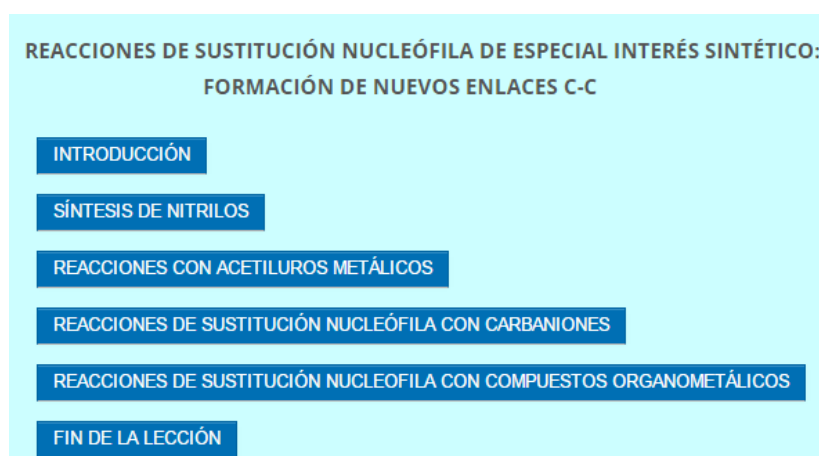 REACCIONES DE SUSTITUCIÓN NUCLEÓFILA DE ESPECIAL INTERÉS SINTÉTICO:
FORMACIÓN DE NUEVOS ENLACES C-C
INTRODUCCIÓN
SÍNTESIS DE NITRILOS
REACCIONES CON ACETILUROS METÁLICOS
REACCIONES DE SUSTITUCIÓN NUCLEÓFILA CON CARBANIONES
REACCIONES DE SUSTITUCIÓN NUCLEOFILA CON COMPUESTOS ORGANOMETÁLICOS
FIN DE LA LECCIÓN